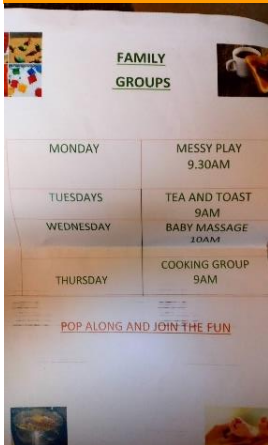 FAMILY
GROUPS
MONDAY
MESSY PLAY
9.30AM
TUESDAYS
TEA AND TOAST
9AM
WEDNESDAY
BABY MASSAGE
10AM
THURSDAY
COOKING GROUP
9AM
POP ALONG AND JOIN THE FUN